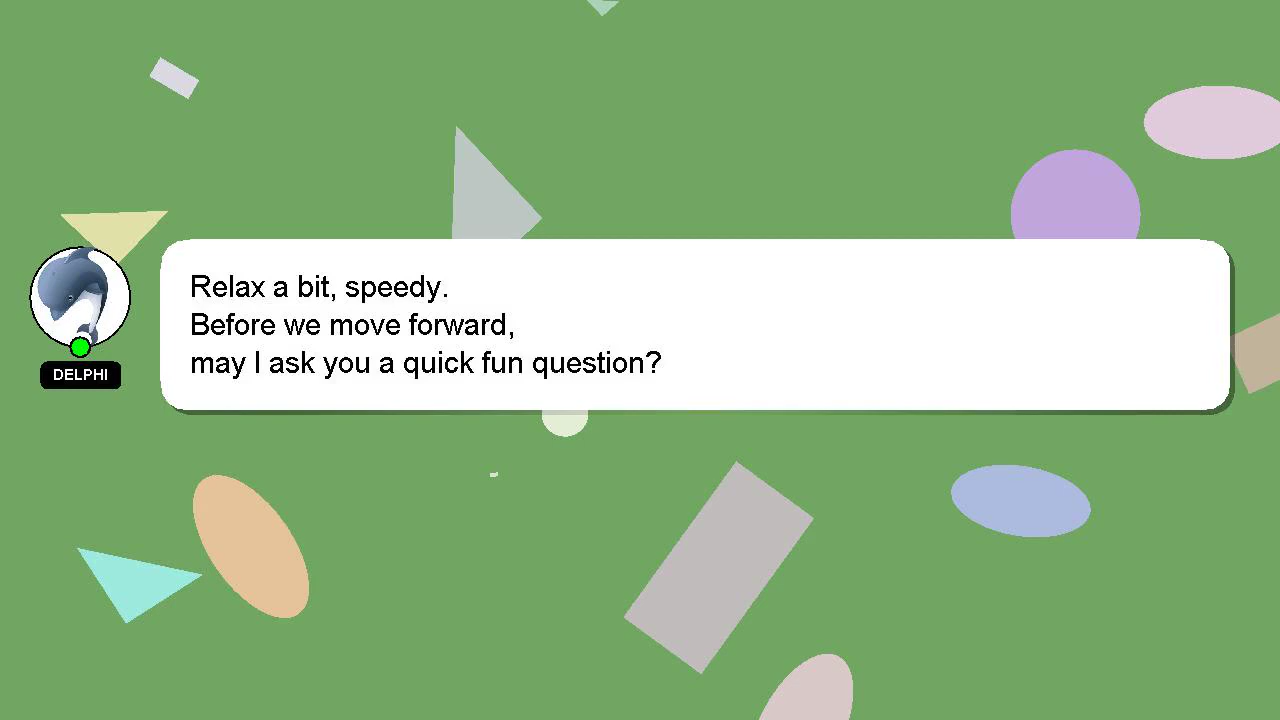 Relax a bit, speedy.
Before we move forward,
may I ask you a quick fun question?
DELPHI